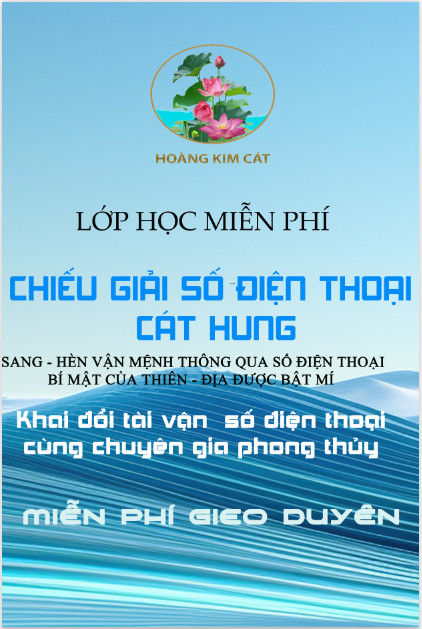 HOÀNG KIM CÁT
LỚP HỌC MIỄN PHÍ
CHIẾU GIẢI SỐ ĐIỆN THOẠI
CÁT HUNG
SANG - HÈN VẬN MỆNH THÔNG QUA SỐ ĐIỆN THOẠI
BÍ MẬT CỦA THIÊN - ĐỊA ĐƯỢC BẬT MÍ
Khai đổi tài vận số điện thoại
cùng chuyên gia phong thủy
MIỄN PHÍ GIEO DUYÊN